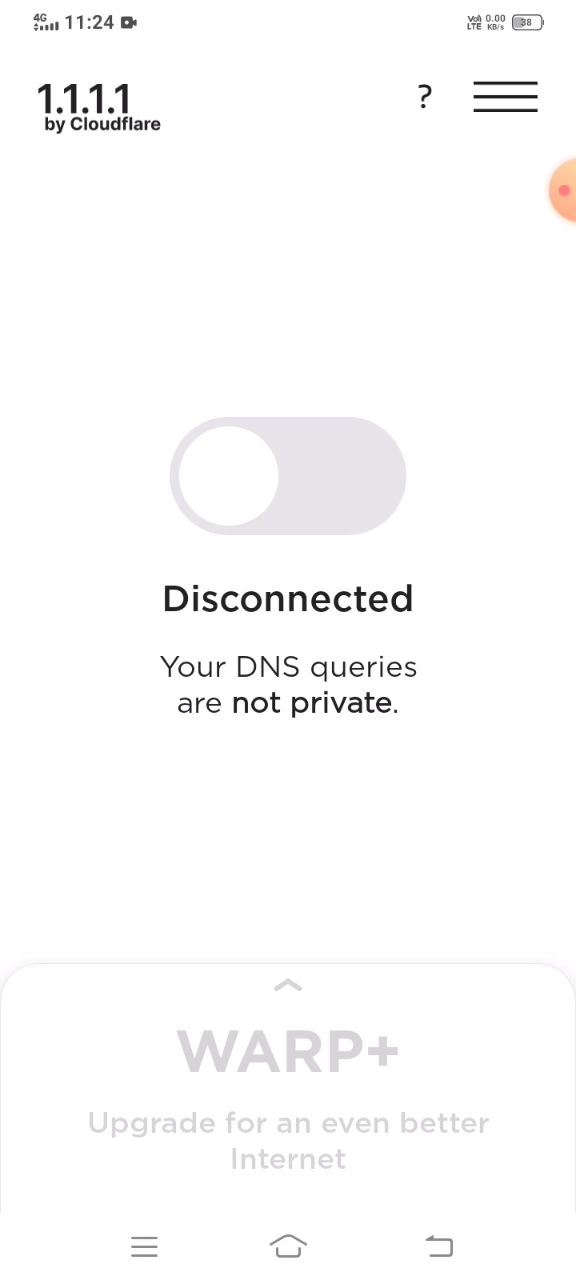 4G 11:24 VoI) 0.00 38
LTE KB/s
1.1.1.1
by Cloudflare
?
Disconnected
Your DNS queries
are not private.
WARP+
Upgrade for an even better
Internet